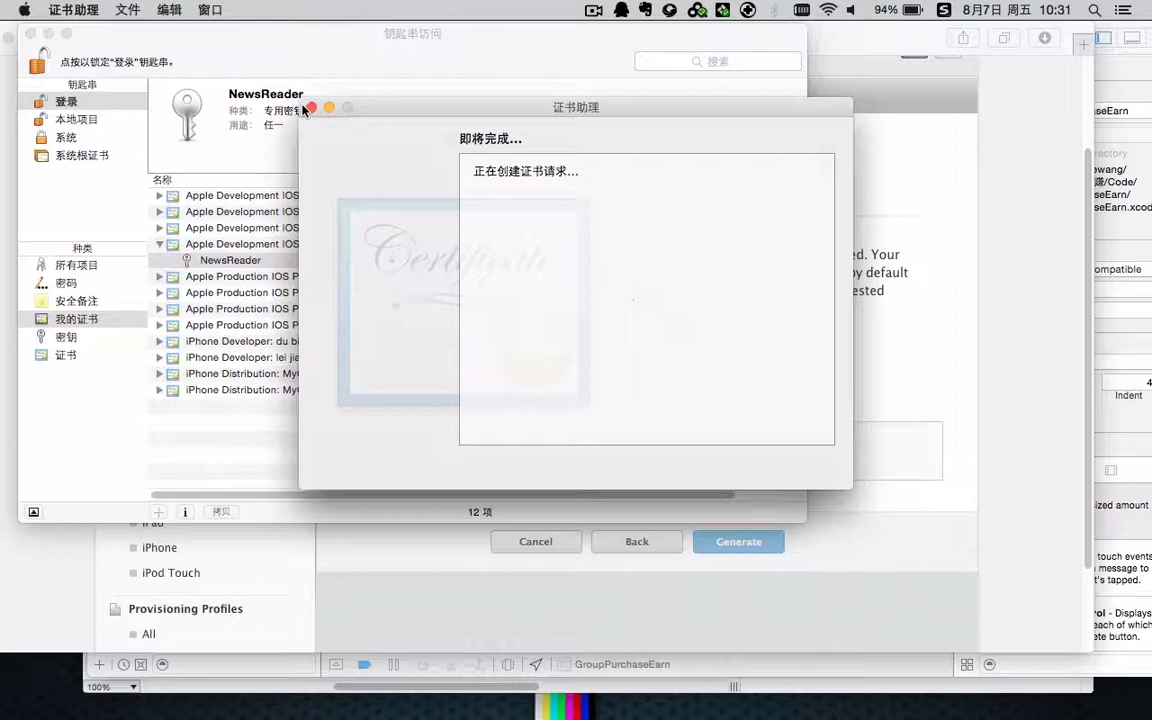 证书助理 文件 编辑 窗口 94% 8月7日 周五 10:31
钥匙串访问
点按以锁定“登录”钥匙串。
搜索
钥匙串
登录
本地项目
系统
系统根证书
种类
所有项目
密码
安全备注
我的证书
密钥
证书
NewsReader
种类: 专用密钥
用途: 任一
名称
Apple Development IOS
Apple Development IOS
Apple Development IOS
Apple Development IOS
NewsReader
Apple Production IOS P
Apple Production IOS P
Apple Production IOS P
Apple Production IOS P
iPhone Developer: du bi
iPhone Developer: lei jia
iPhone Distribution: My
iPhone Distribution: My
拷贝
12 项
证书助理
即将完成...
正在创建证书请求...
Certificate
ed. Your
by default
ested
Cancel Back Generate
iPad
iPhone
iPod Touch
Provisioning Profiles
All
GroupPurchaseEarn
100%
aseEarn
rectory
ewang/
賺/Code/
aseEarn/
seEarn.xcod
ompatible
4
Indent
ized amount
touch events
message to
t's tapped.
rol - Displays
each of which
ete button.